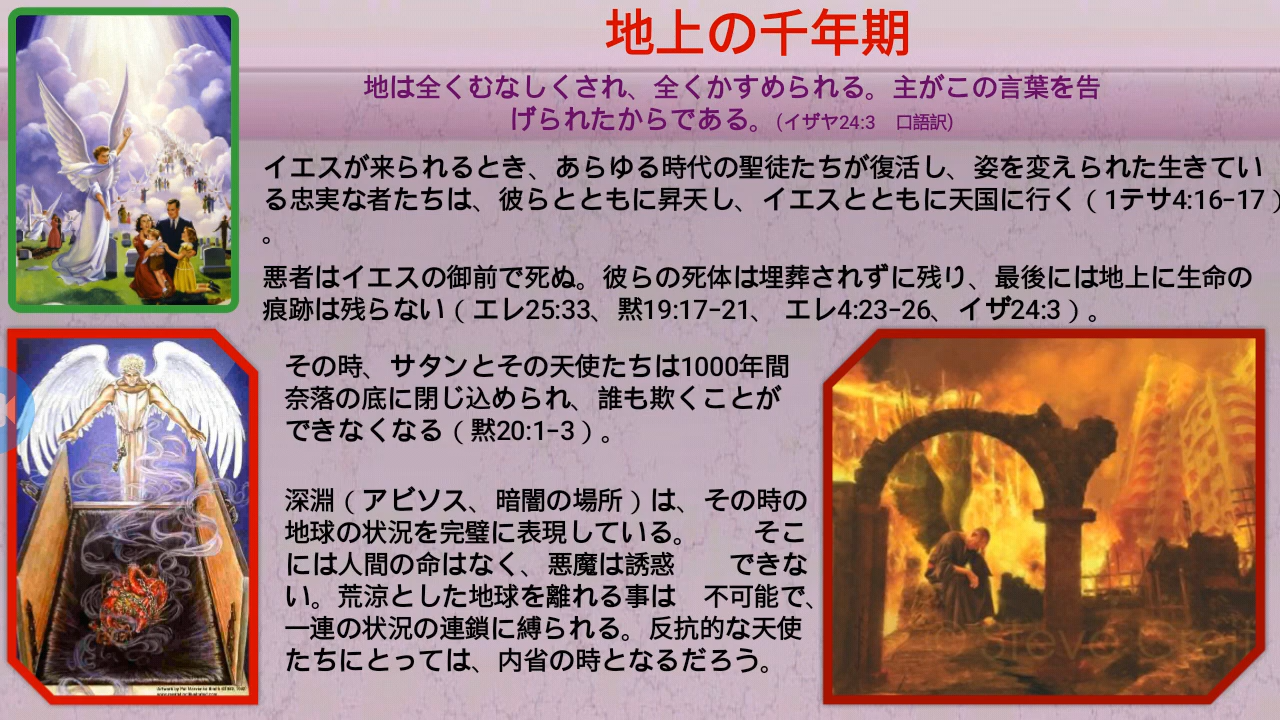 地上の千年期
地は全くむなしくされ、全くかすめられる。主がこの言葉を告
げられたからである。(イザヤ24:3　口語訳)
イエスが来られるとき、あらゆる時代の聖徒たちが復活し、姿を変えられた生きてい
る忠実な者たちは、彼らとともに昇天し、イエスとともに天国に行く（1テサ4:16-17）
。
悪者はイエスの御前で死ぬ。彼らの死体は埋葬されずに残り、最後には地上に生命の
痕跡は残らない（エレ25:33、黙19:17-21、 エレ4:23-26、イザ24:3）。
その時、サタンとその天使たちは1000年間
奈落の底に閉じ込められ、誰も欺くことが
できなくなる（黙20:1-3）。
深淵（アビソス、暗闇の場所）は、その時の
地球の状況を完璧に表現している。　　　そこ
には人間の命はなく、悪魔は誘惑　　できな
い。荒涼とした地球を離れる事は　不可能で、
一連の状況の連鎖に縛られる。反抗的な天使
たちにとっては、内省の時となるだろう。